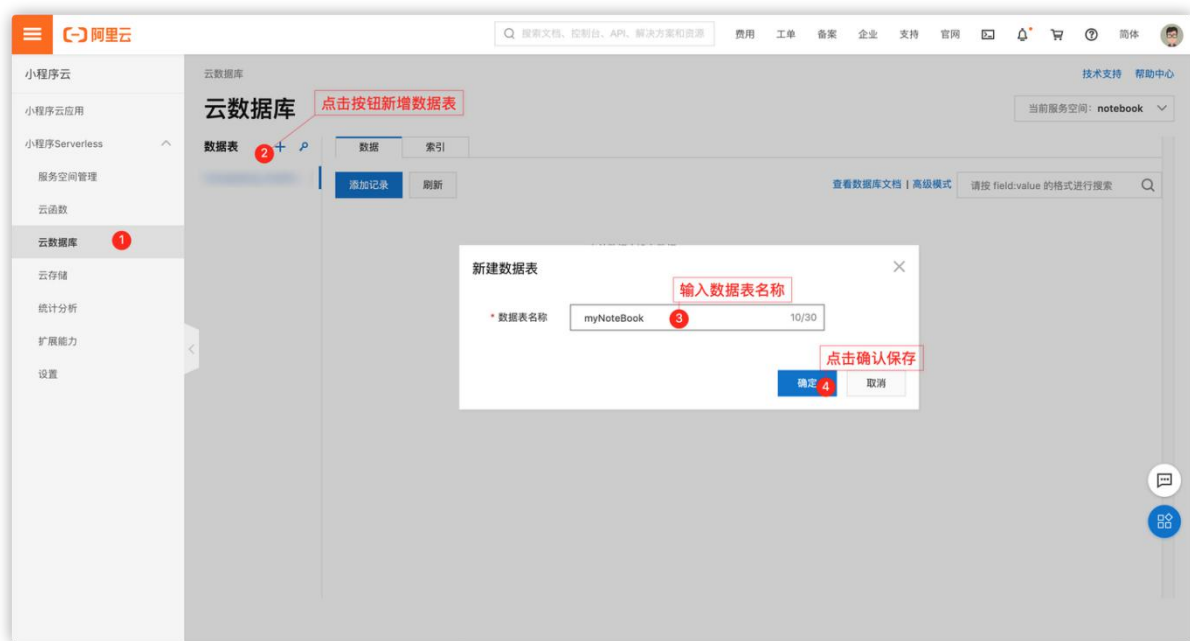 阿里云
搜索文档、控制台、API、解决方案和资源
费用 工单 备案 企业 支持 官网 简体
小程序云
小程序云应用
小程序Serverless
服务空间管理
云函数
云数据库 1
云存储
统计分析
扩展能力
设置
云数据库
技术支持 帮助中心
云数据库
点击按钮新增数据表
当前服务空间: notebook
数据表 2
数据 索引
添加记录 刷新
查看数据库文档 | 高级模式 请按 field:value 的格式进行搜索
新建数据表
输入数据表名称
* 数据表名称 myNoteBook 3 10/30
点击确认保存
确定 4 取消